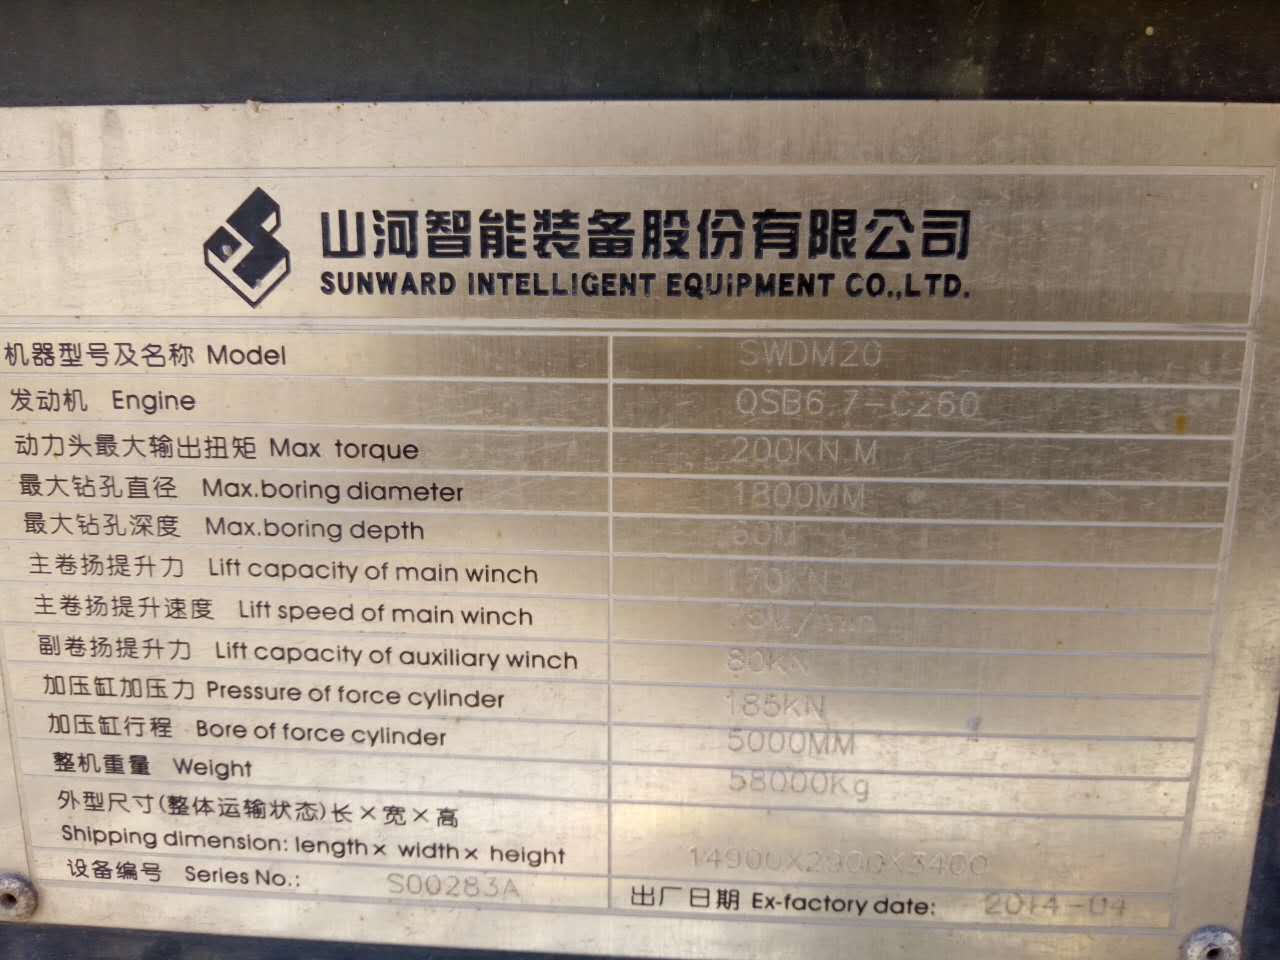 山河智能装备股份有限公司
SUNWARD INTELLIGENT EQUIPMENT CO.,LTD.
机器型号及名称 Model SWDM20
发动机 Engine QSB6.7-C260
动力头最大输出扭矩 Max torque 200KN.M
最大钻孔直径 Max.boring diameter 1800MM
最大钻孔深度 Max.boring depth 60M
主卷扬提升力 Lift capacity of main winch 170KN
主卷扬提升速度 Lift speed of main winch
副卷扬提升力 Lift capacity of auxiliary winch 80KN
加压缸加压力 Pressure of force cylinder 185KN
加压缸行程 Bore of force cylinder 5000MM
整机重量 Weight 58000Kg
外型尺寸(整体运输状态)长×宽×高
Shipping dimension: length× width× height 14900X2900X3400
设备编号 Series No.: S00283A 出厂日期 Ex-factory date: 2014-04